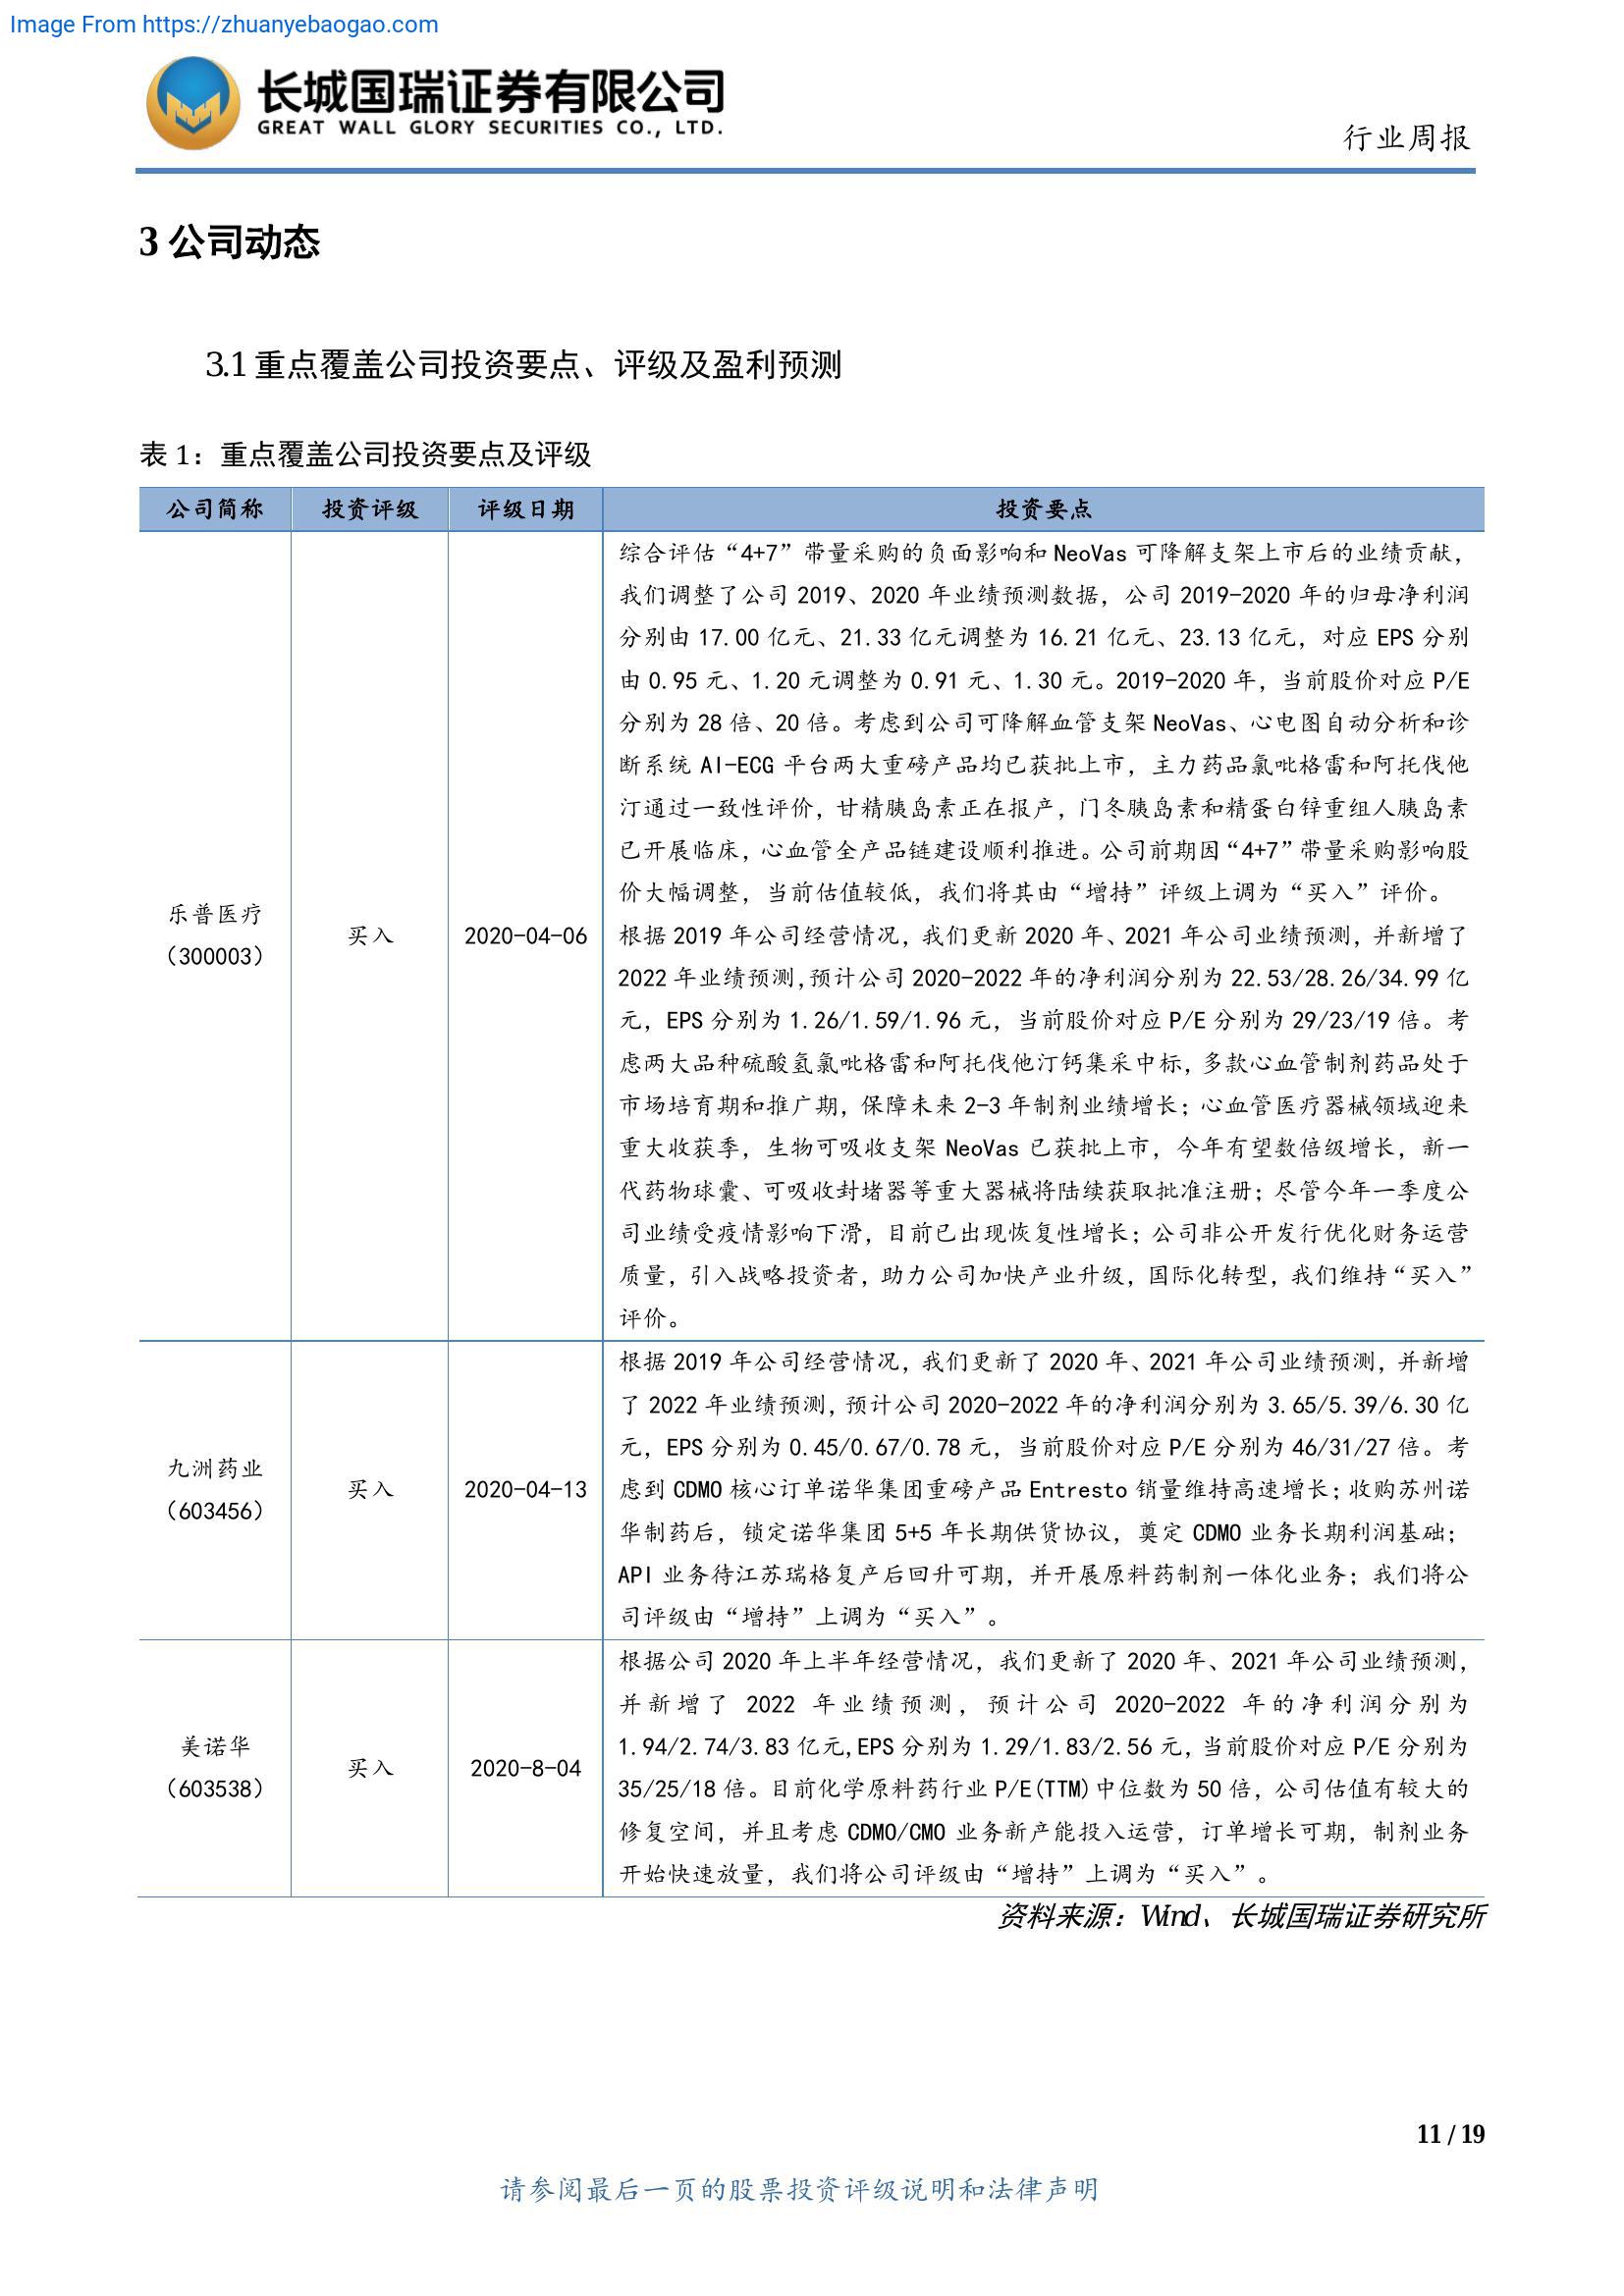 Image From https://zhuanyebaogao.com
长城国瑞证券有限公司
GREAT WALL GLORY SECURITIES CO., LTD.
行业周报
3 公司动态
3.1 重点覆盖公司投资要点、评级及盈利预测
表 1：重点覆盖公司投资要点及评级
公司简称 投资评级 评级日期 投资要点
乐普医疗
（300003）
买入
2020-04-06
综合评估“4+7”带量采购的负面影响和 NeoVas 可降解支架上市后的业绩贡献，
我们调整了公司 2019、2020 年业绩预测数据，公司 2019-2020 年的归母净利润
分别由 17.00 亿元、21.33 亿元调整为 16.21 亿元、23.13 亿元，对应 EPS 分别
由 0.95 元、1.20 元调整为 0.91 元、1.30 元。2019-2020 年，当前股价对应 P/E
分别为 28 倍、20 倍。考虑到公司可降解血管支架 NeoVas、心电图自动分析和诊
断系统 AI-ECG 平台两大重磅产品均已获批上市，主力药品氯吡格雷和阿托伐他
汀通过一致性评价，甘精胰岛素正在报产，门冬胰岛素和精蛋白锌重组人胰岛素
已开展临床，心血管全产品链建设顺利推进。公司前期因“4+7”带量采购影响股
价大幅调整，当前估值较低，我们将其由“增持”评级上调为“买入”评价。
根据 2019 年公司经营情况，我们更新 2020 年、2021 年公司业绩预测，并新增了
2022 年业绩预测,预计公司 2020-2022 年的净利润分别为 22.53/28.26/34.99 亿
元，EPS 分别为 1.26/1.59/1.96 元，当前股价对应 P/E 分别为 29/23/19 倍。考
虑两大品种硫酸氢氯吡格雷和阿托伐他汀钙集采中标，多款心血管制剂药品处于
市场培育期和推广期，保障未来 2-3 年制剂业绩增长；心血管医疗器械领域迎来
重大收获季，生物可吸收支架 NeoVas 已获批上市，今年有望数倍级增长，新一
代药物球囊、可吸收封堵器等重大器械将陆续获取批准注册；尽管今年一季度公
司业绩受疫情影响下滑，目前已出现恢复性增长；公司非公开发行优化财务运营
质量，引入战略投资者，助力公司加快产业升级，国际化转型，我们维持“买入”
评价。
九洲药业
（603456）
买入
2020-04-13
根据 2019 年公司经营情况，我们更新了 2020 年、2021 年公司业绩预测，并新增
了 2022 年业绩预测,预计公司 2020-2022 年的净利润分别为 3.65/5.39/6.30 亿
元，EPS 分别为 0.45/0.67/0.78 元，当前股价对应 P/E 分别为 46/31/27 倍。考
虑到 CDMO 核心订单诺华集团重磅产品 Entresto 销量维持高速增长；收购苏州诺
华制药后，锁定诺华集团 5+5 年长期供货协议，奠定 CDMO 业务长期利润基础；
API 业务待江苏瑞格复产后回升可期，并开展原料药制剂一体化业务；我们将公
司评级由“增持”上调为“买入”。
美诺华
（603538）
买入
2020-8-04
根据公司 2020 年上半年经营情况，我们更新了 2020 年、2021 年公司业绩预测，
并新增了 2022 年业绩预测，预计公司 2020-2022 年的净利润分别为
1.94/2.74/3.83 亿元,EPS 分别为 1.29/1.83/2.56 元，当前股价对应 P/E 分别为
35/25/18 倍。目前化学原料药行业 P/E(TTM)中位数为 50 倍，公司估值有较大的
修复空间，并且考虑 CDMO/CMO 业务新产能投入运营，订单增长可期，制剂业务
开始快速放量，我们将公司评级由“增持”上调为“买入”。
资料来源：Wind、长城国瑞证券研究所
11 / 19
请参阅最后一页的股票投资评级说明和法律声明